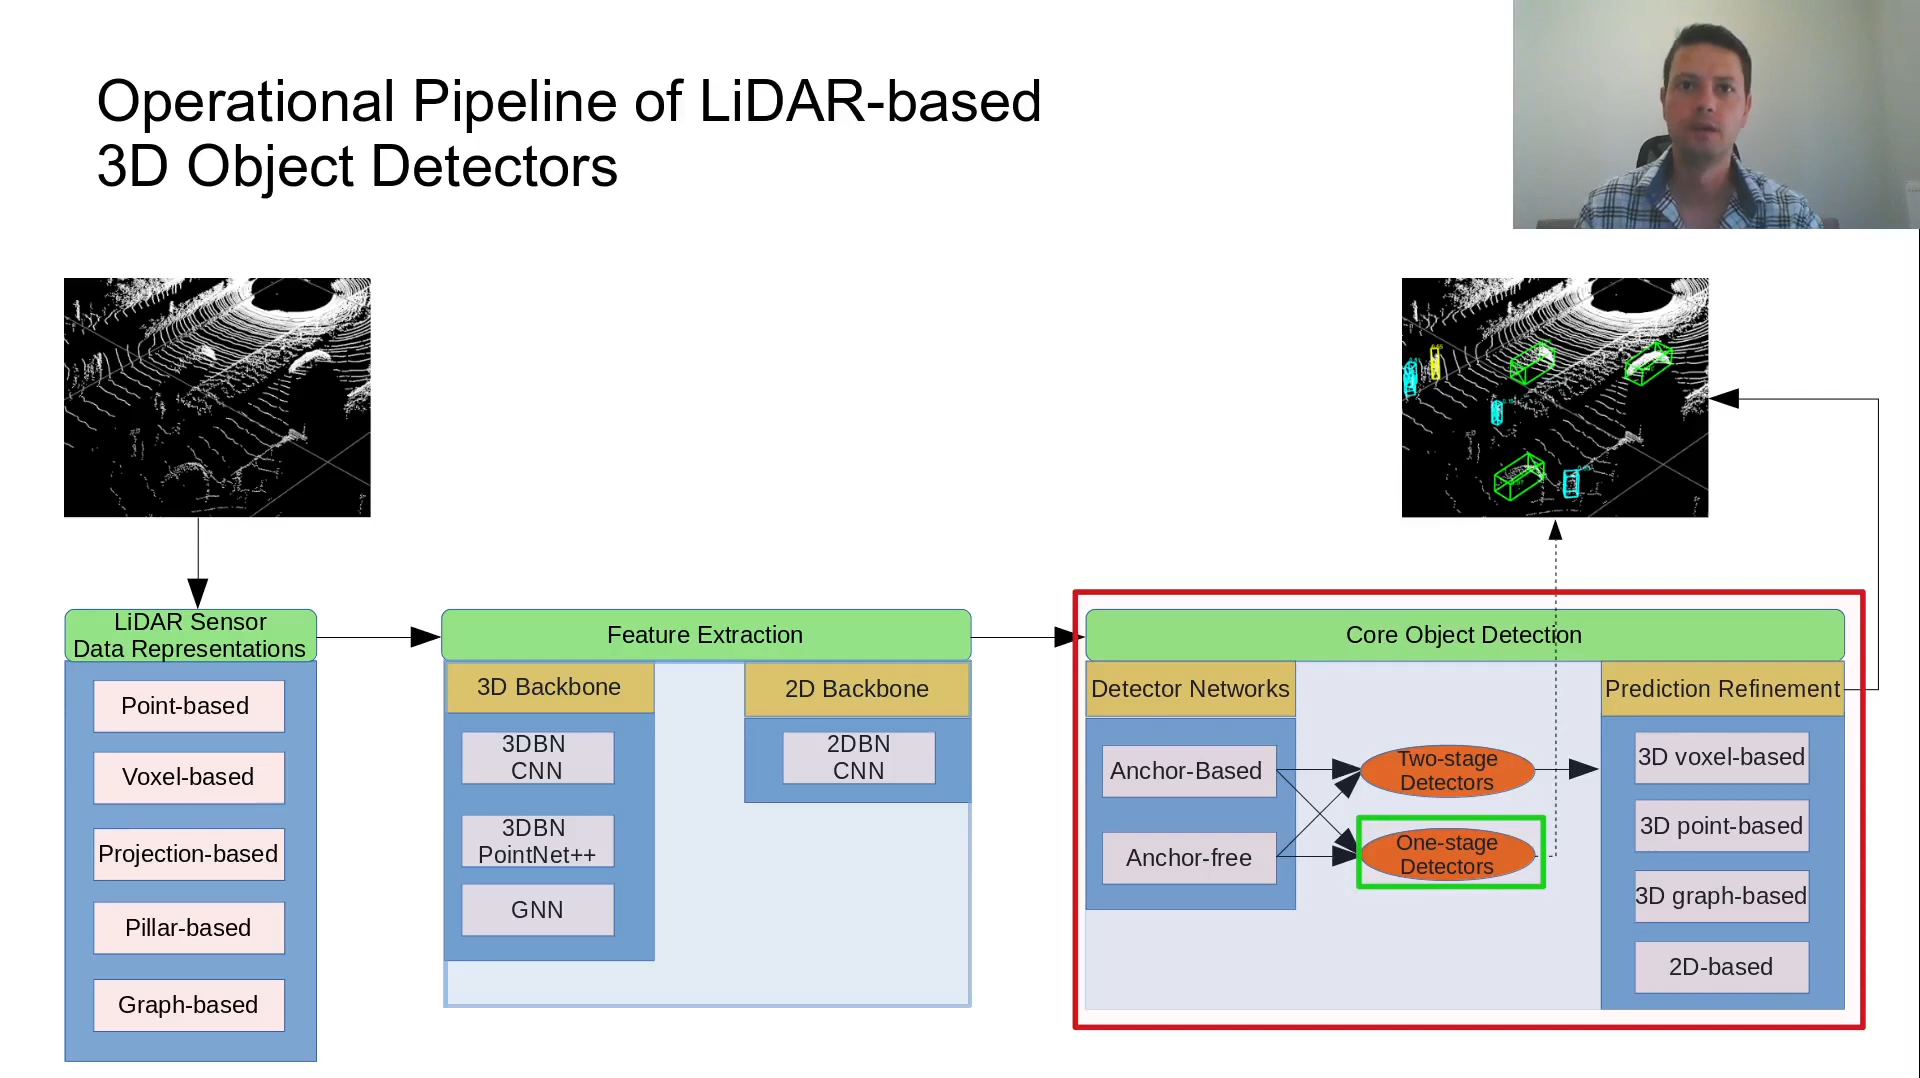 Operational Pipeline of LiDAR-based
3D Object Detectors
LiDAR Sensor
Data Representations
Point-based
Voxel-based
Projection-based
Pillar-based
Graph-based
Feature Extraction
3D Backbone
3DBN
CNN
3DBN
PointNet++
GNN
2D Backbone
2DBN
CNN
Core Object Detection
Detector Networks
Anchor-Based
Anchor-free
Two-stage
Detectors
One-stage
Detectors
Prediction Refinement
3D voxel-based
3D point-based
3D graph-based
2D-based